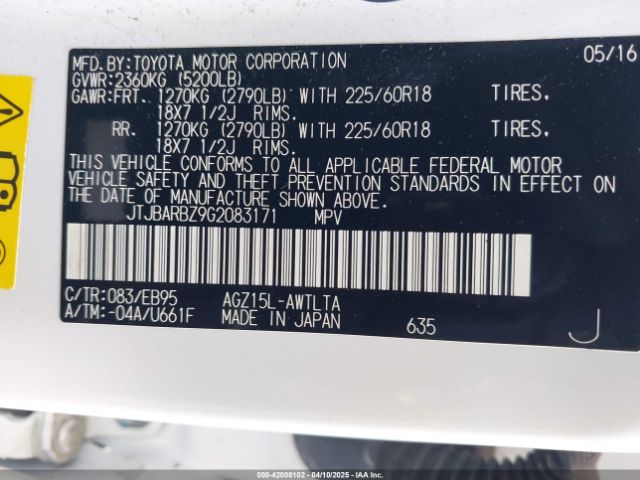 MFD.BY:TOYOTA MOTOR CORPORATION 05/16
GVWR:2360KG (5200LB)
GAWR:FRT. 1270KG (2790LB) WITH 225/60R18 TIRES.
18X7 1/2J RIMS.
RR. 1270KG (2790LB) WITH 225/60R18 TIRES.
18X7 1/2J RIMS.
THIS VEHICLE CONFORMS TO ALL APPLICABLE FEDERAL MOTOR
VEHICLE SAFETY AND THEFT PREVENTION STANDARDS IN EFFECT ON
THE DATE OF MANUFACTURE SHOWN ABOVE.
JTJBARBZ9G2083171 MPV
C/TR:083/EB95 AGZ15L-AWTLTA
A/TM:-04A/U661F MADE IN JAPAN 635 J
000-42008102 - 04/10/2025 - IAA